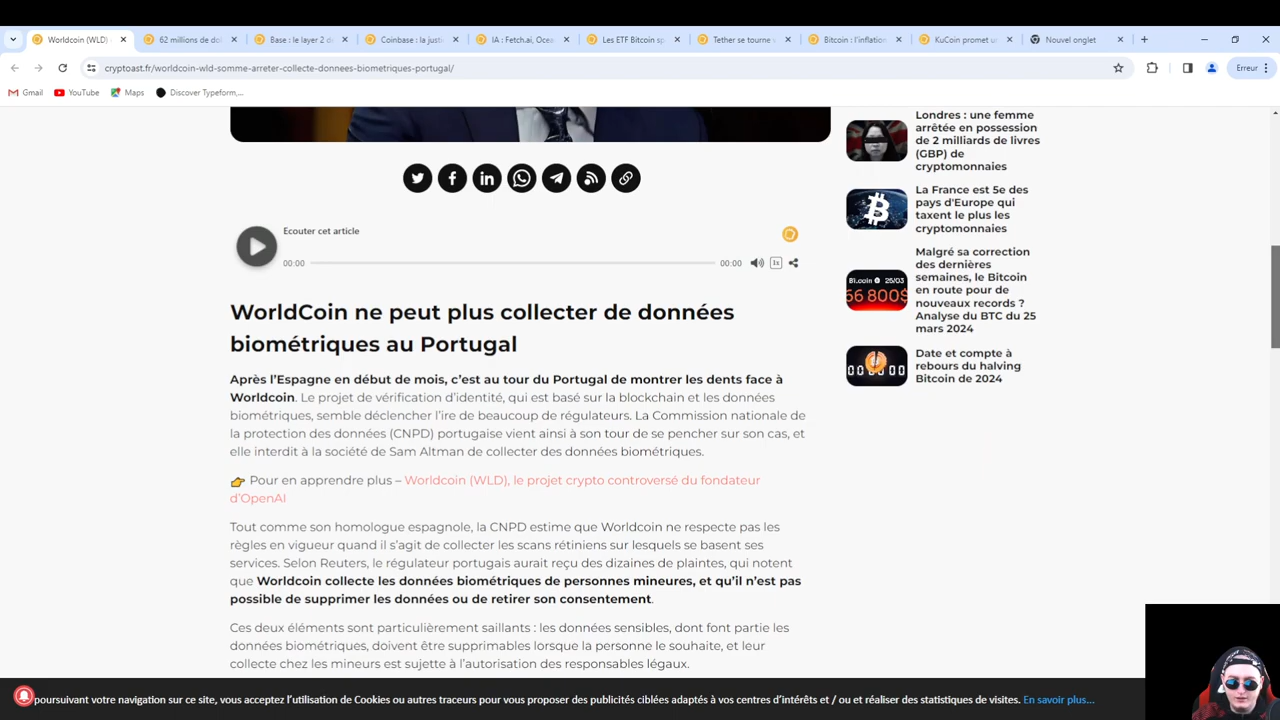 Worldcoin (WLD)
62 millions de do
Base : le layer 2 d
Coinbase : la just
IA : Fetch.ai, Ocea
Les ETF Bitcoin sp
Tether se tourne
Bitcoin : l'inflation
KuCoin promet u
Nouvel onglet
cryptoast.fr/worldcoin-wld-somme-arreter-collecte-donnees-biometriques-portugal/
Erreur
Gmail
YouTube
Maps
Discover Typeform,...
Londres : une femme
arrêtée en possession
de 2 milliards de livres
(GBP) de
cryptomonnaies
La France est 5e des
pays d'Europe qui
taxent le plus les
cryptomonnaies
Malgré sa correction
des dernières
semaines, le Bitcoin
en route pour de
nouveaux records ?
Analyse du BTC du 25
mars 2024
66 800$
Date et compte à
rebours du halving
Bitcoin de 2024
Ecouter cet article
00:00
00:00
1x
WorldCoin ne peut plus collecter de données
biométriques au Portugal
Après l’Espagne en début de mois, c’est au tour du Portugal de montrer les dents face à
Worldcoin. Le projet de vérification d’identité, qui est basé sur la blockchain et les données
biométriques, semble déclencher l’ire de beaucoup de régulateurs. La Commission nationale de
la protection des données (CNPD) portugaise vient ainsi à son tour de se pencher sur son cas, et
elle interdit à la société de Sam Altman de collecter des données biométriques.
Pour en apprendre plus – Worldcoin (WLD), le projet crypto controversé du fondateur
d’OpenAI
Tout comme son homologue espagnole, la CNPD estime que Worldcoin ne respecte pas les
règles en vigueur quand il s’agit de collecter les scans rétiniens sur lesquels se basent ses
services. Selon Reuters, le régulateur portugais aurait reçu des dizaines de plaintes, qui notent
que Worldcoin collecte les données biométriques de personnes mineures, et qu’il n’est pas
possible de supprimer les données ou de retirer son consentement.
Ces deux éléments sont particulièrement saillants : les données sensibles, dont font partie les
données biométriques, doivent être supprimables lorsque la personne le souhaite, et leur
collecte chez les mineurs est sujette à l’autorisation des responsables légaux.
poursuivant votre navigation sur ce site, vous acceptez l’utilisation de Cookies ou autres traceurs pour vous proposer des publicités ciblées adaptés à vos centres d’intérêts et / ou et réaliser des statistiques de visites. En savoir plus...